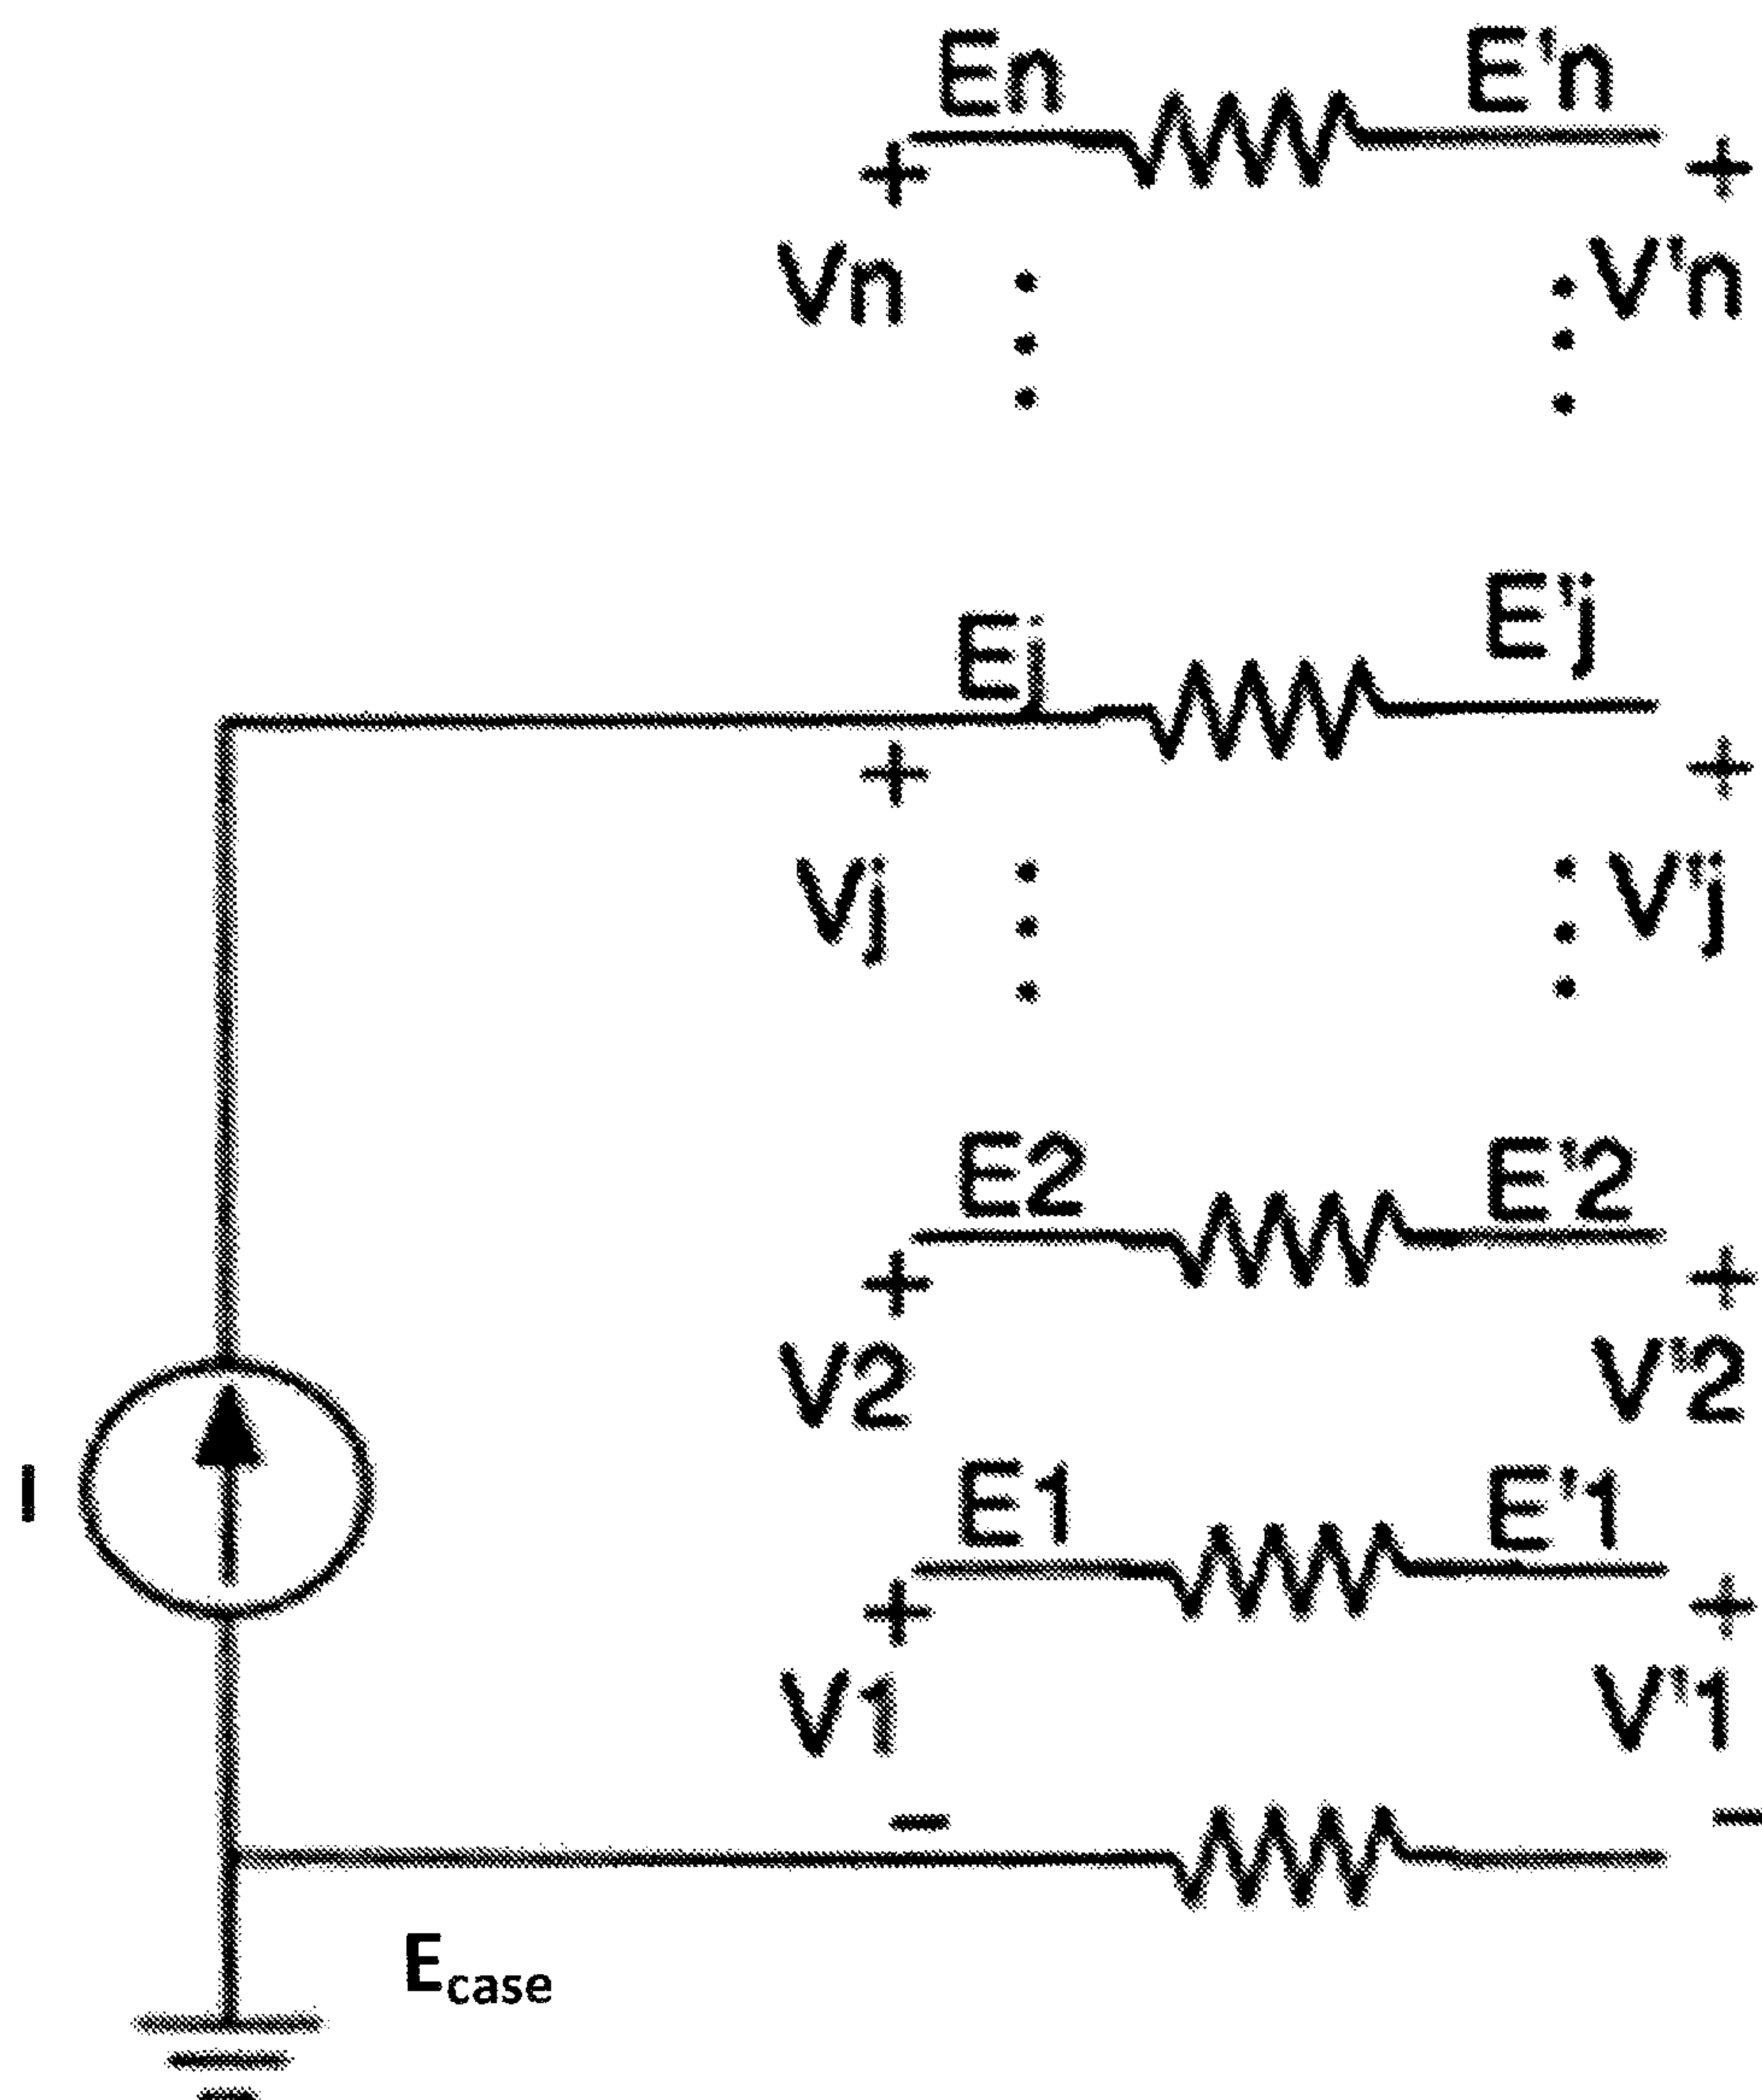 En E'n
+ +
Vn V'n
Ej E'j
+ +
Vj V'j
E2 E'2
+ +
V2 V'2
I
E1 E'1
+ +
V1 V'1
- -
Ecase